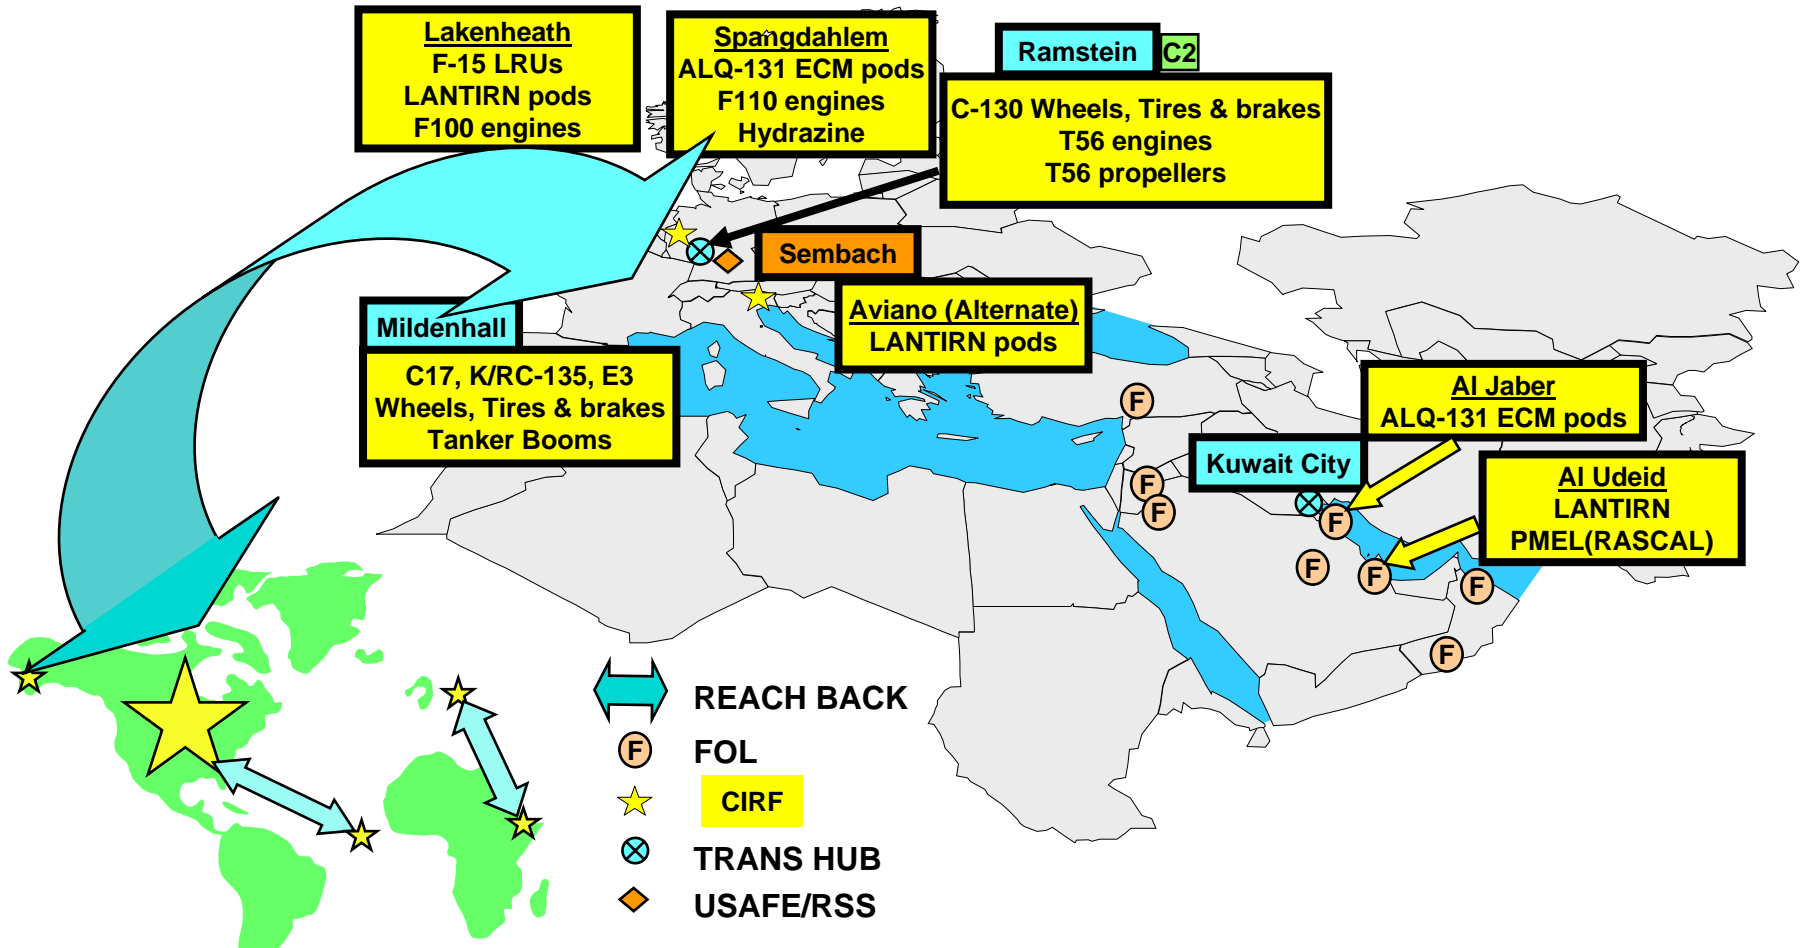 Lakenheath
F-15 LRUs
LANTIRN pods
F100 engines
Spangdahlem
ALQ-131 ECM pods
F110 engines
Hydrazine
Ramstein
C2
C-130 Wheels, Tires & brakes
T56 engines
T56 propellers
Sembach
Aviano (Alternate)
LANTIRN pods
Mildenhall
C17, K/RC-135, E3
Wheels, Tires & brakes
Tanker Booms
Al Jaber
ALQ-131 ECM pods
Kuwait City
Al Udeid
LANTIRN
PMEL(RASCAL)
F
F
F
F
F
F
F
F
REACH BACK
F
FOL
CIRF
TRANS HUB
USAFE/RSS